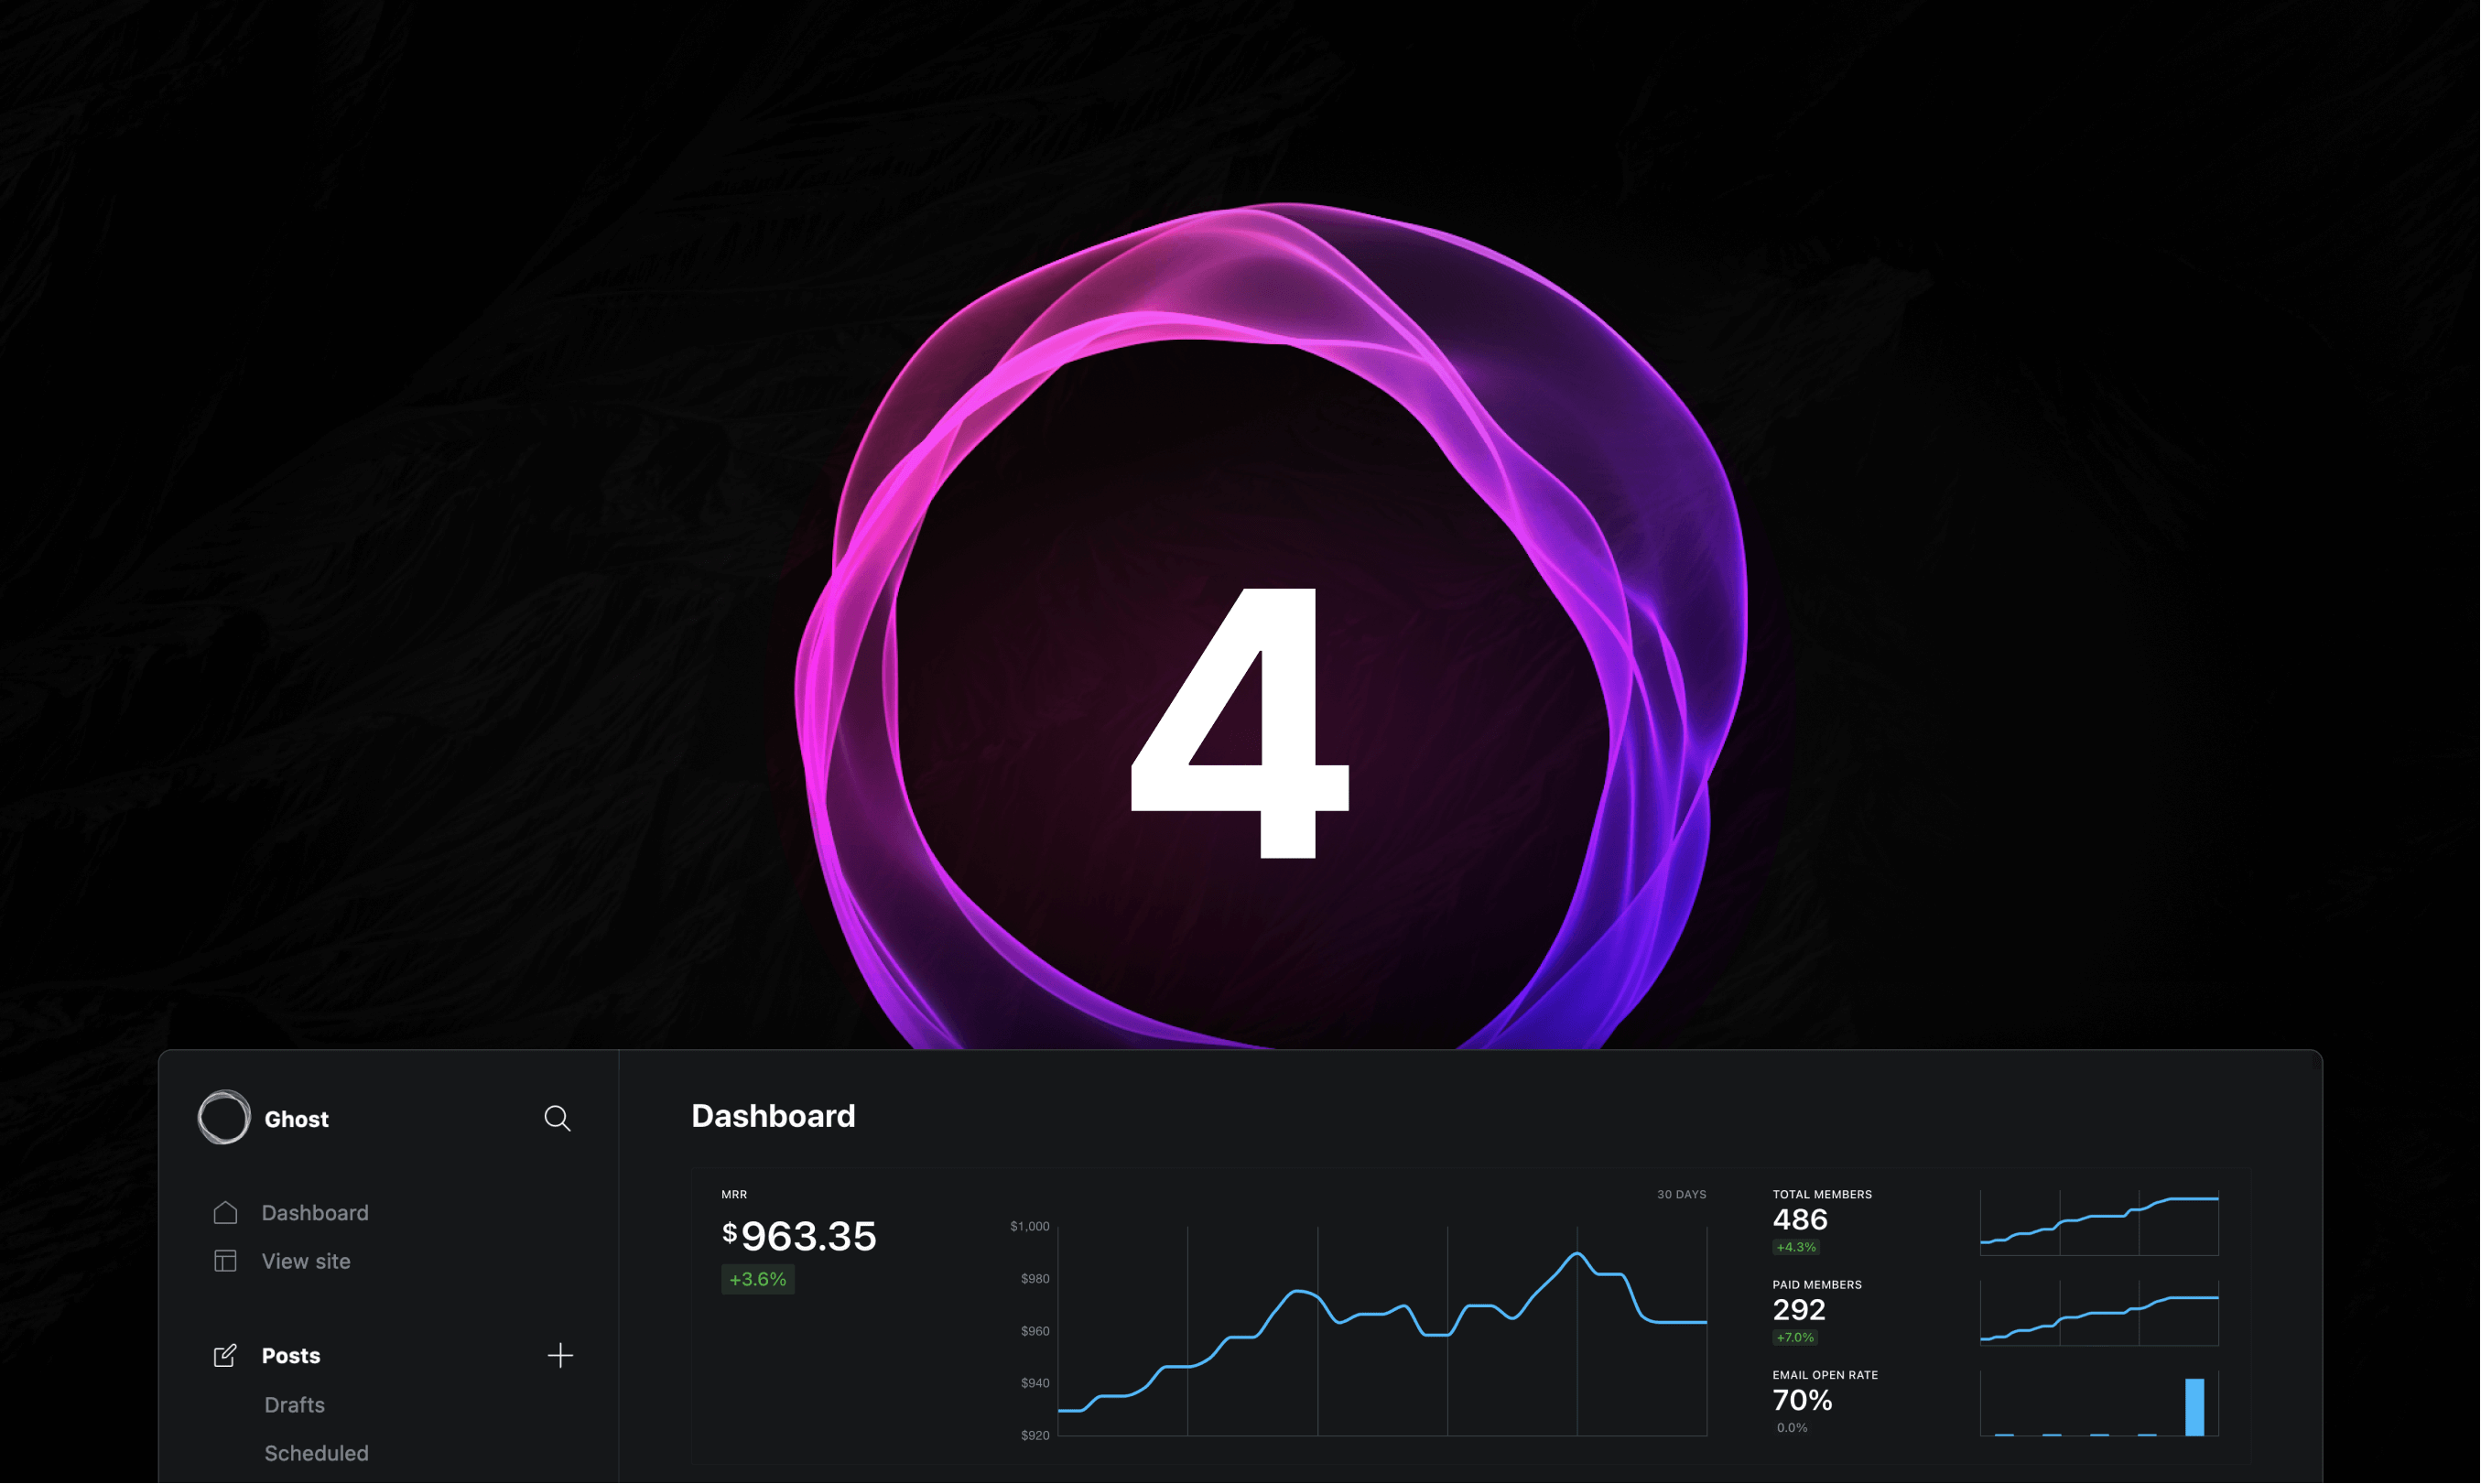 4
Ghost
Dashboard
View site
Posts
Drafts
Scheduled
Dashboard
MRR
$963.35
+3.6%
30 DAYS
$1,000
$980
$960
$940
$920
TOTAL MEMBERS
486
+4.3%
PAID MEMBERS
292
+7.0%
EMAIL OPEN RATE
70%
0.0%